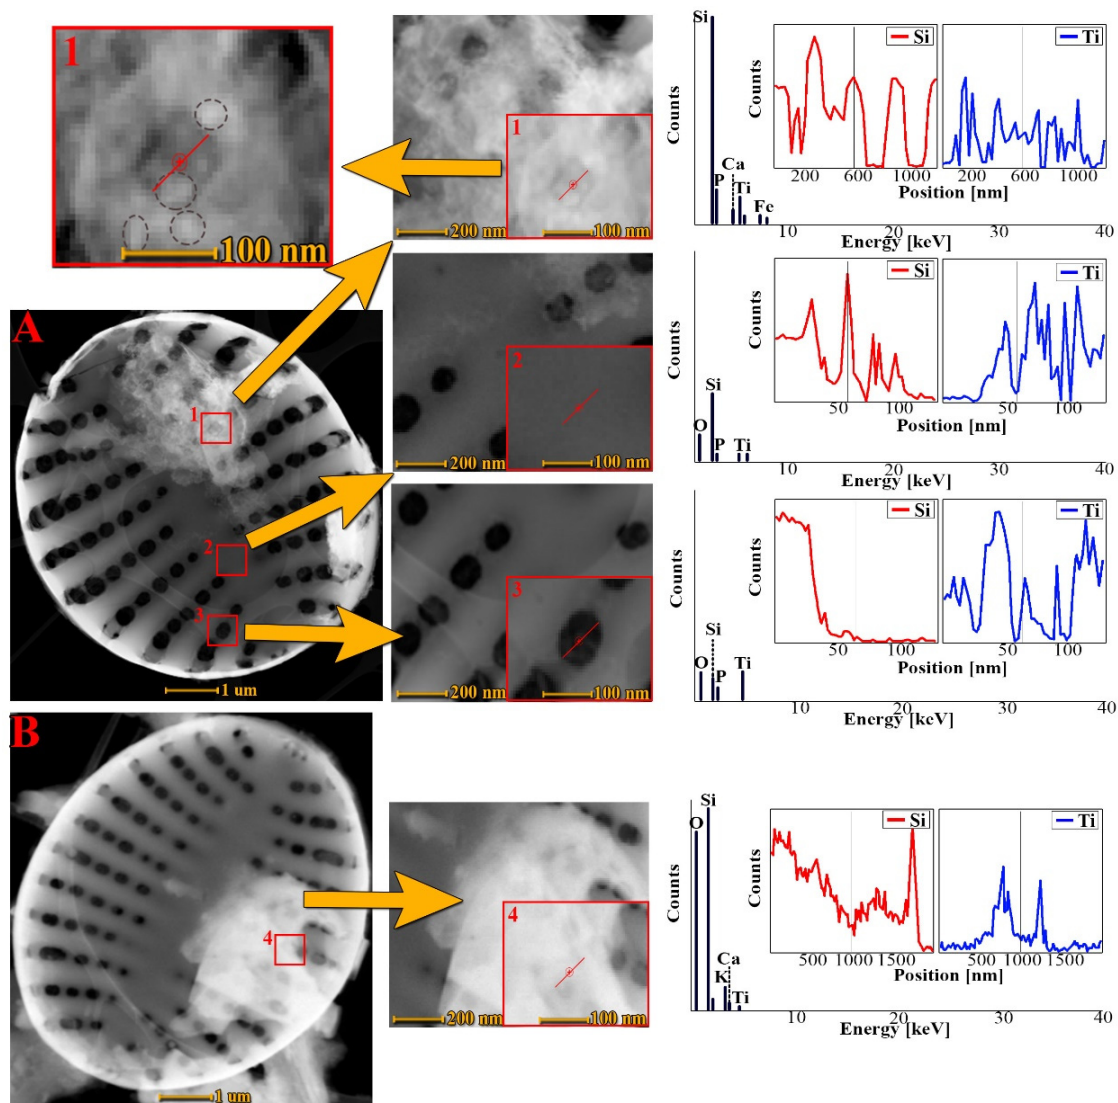 1
100 nm
A
1
2
3
1 um
B
4
1 um
1
200 nm
100 nm
2
200 nm
100 nm
3
200 nm
100 nm
4
200 nm
100 nm
Si
P
Ca
Ti
Fe
Counts
10 20 30 40
Energy [keV]
Si
Counts
200 600 1000
Ti
200 600 1000
Position [nm]
O
Si
P
Ti
Counts
10 20 30 40
Energy [keV]
Si
Counts
50 100
Ti
50 100
Position [nm]
O
Si
P
Ti
Counts
10 20 30 40
Energy [keV]
Si
Counts
50 100
Ti
50 100
Position [nm]
O
Si
K
Ca
Ti
Counts
10 20 30 40
Energy [keV]
Si
Counts
500 1000 1500
Ti
500 1000 1500
Position [nm]